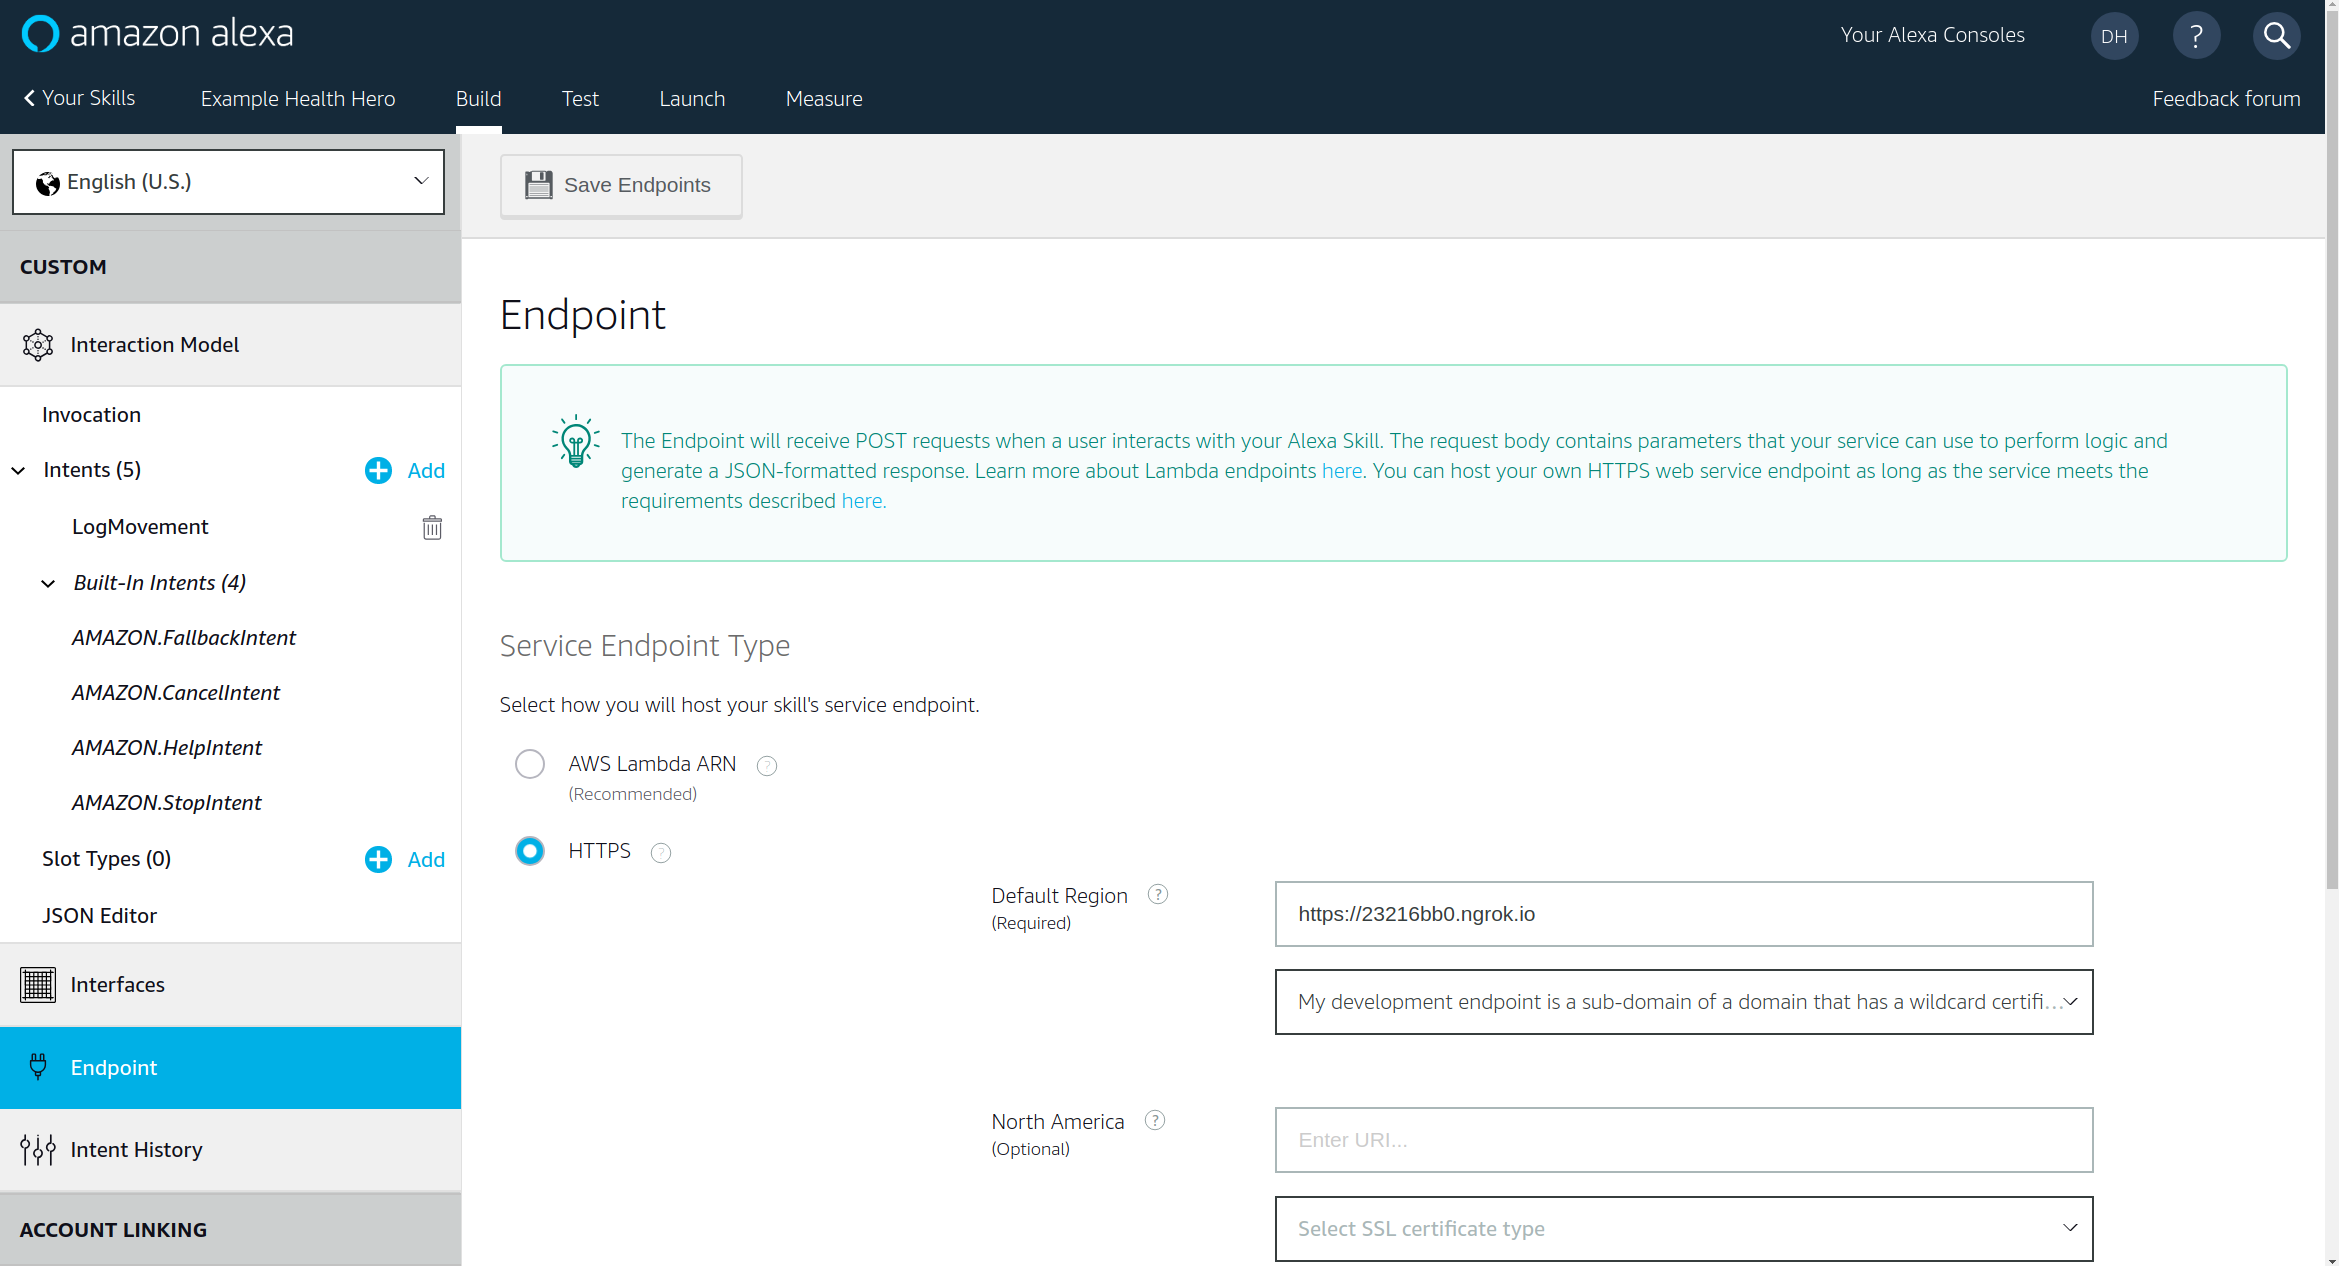 amazon alexa
Your Alexa Consoles
DH
?
Your Skills
Example Health Hero
Build
Test
Launch
Measure
Feedback forum
English (U.S.)
CUSTOM
Interaction Model
Invocation
Intents (5)
Add
LogMovement
Built-In Intents (4)
AMAZON.FallbackIntent
AMAZON.CancelIntent
AMAZON.HelpIntent
AMAZON.StopIntent
Slot Types (0)
Add
JSON Editor
Interfaces
Endpoint
Intent History
ACCOUNT LINKING
Save Endpoints
Endpoint
The Endpoint will receive POST requests when a user interacts with your Alexa Skill. The request body contains parameters that your service can use to perform logic and
generate a JSON-formatted response. Learn more about Lambda endpoints here. You can host your own HTTPS web service endpoint as long as the service meets the
requirements described here.
Service Endpoint Type
Select how you will host your skill's service endpoint.
AWS Lambda ARN ?
(Recommended)
HTTPS ?
Default Region ?
(Required)
https://23216bb0.ngrok.io
My development endpoint is a sub-domain of a domain that has a wildcard certifi...
North America ?
(Optional)
Enter URI...
Select SSL certificate type